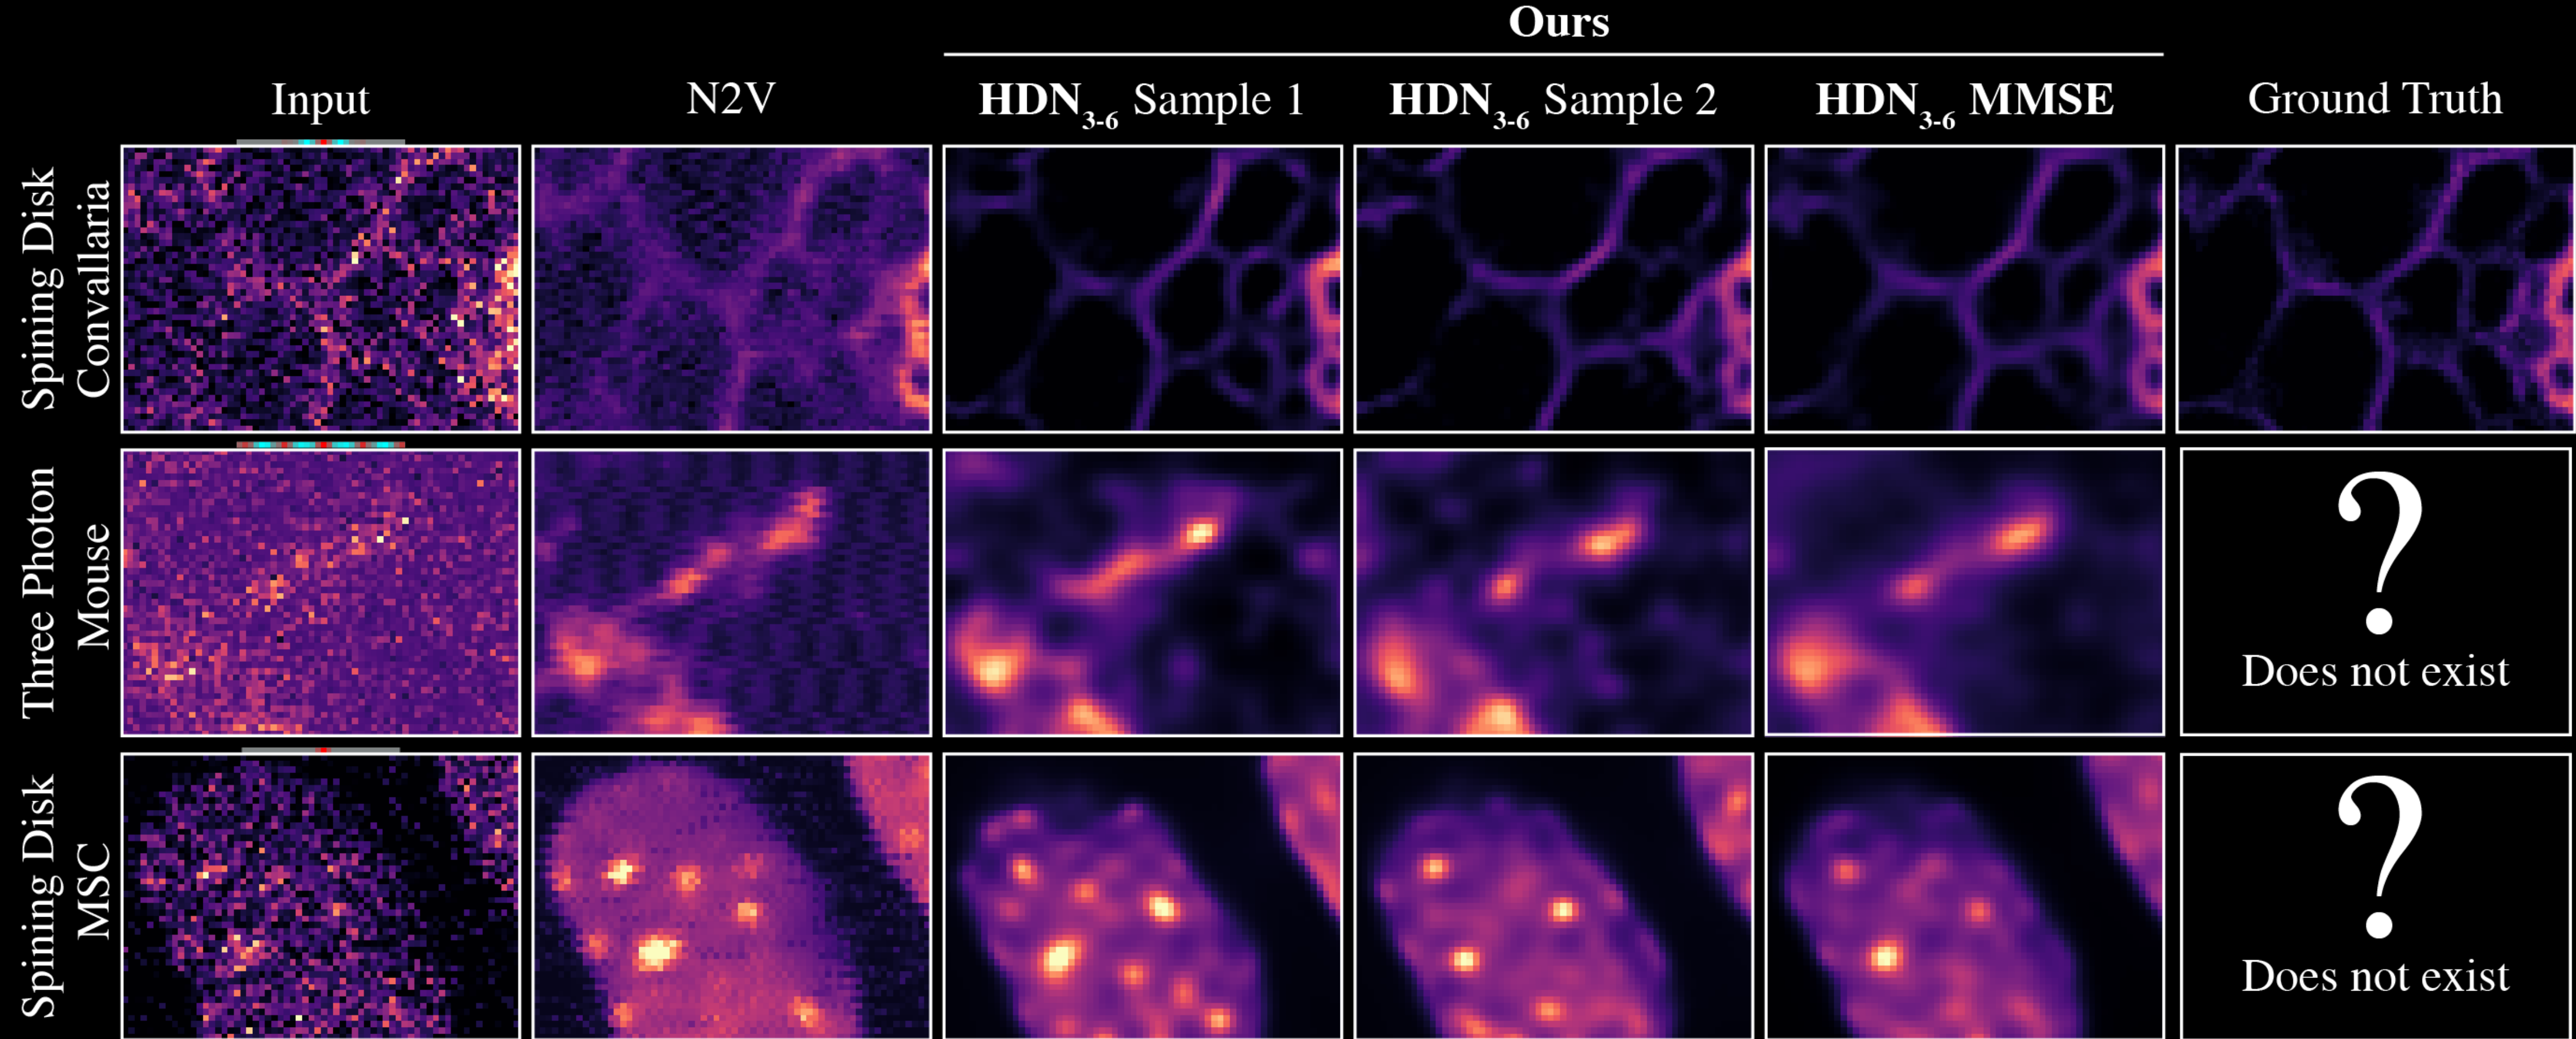 Ours
Input N2V HDN3-6 Sample 1 HDN3-6 Sample 2 HDN3-6 MMSE Ground Truth
Spining Disk
Convallaria
Three Photon
Mouse
?
Does not exist
Spining Disk
MSC
?
Does not exist